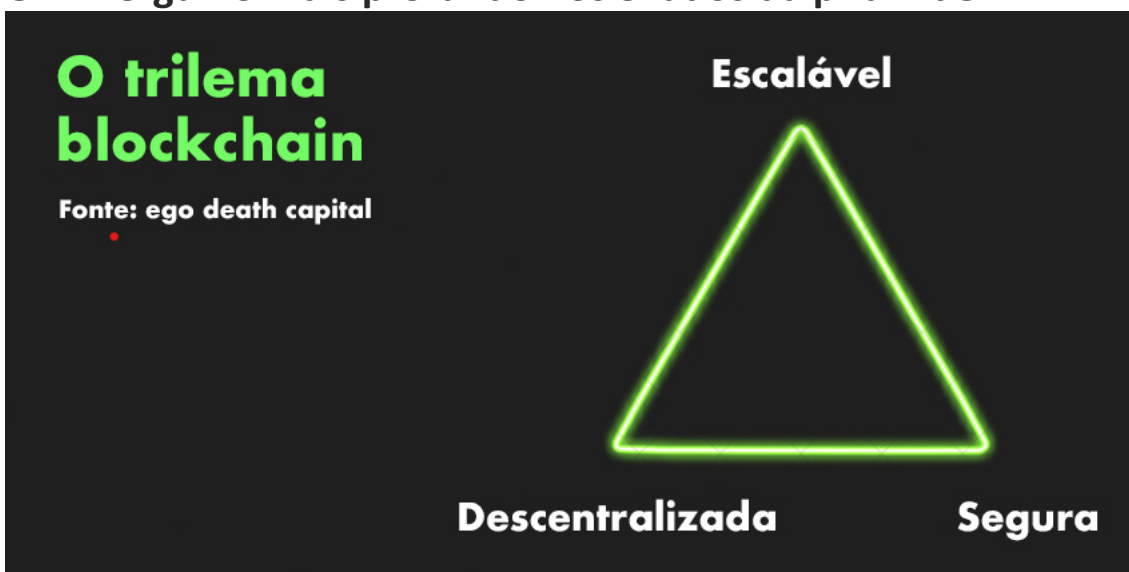 O trilema
blockchain
Fonte: ego death capital
Escalável
Descentralizada
Segura